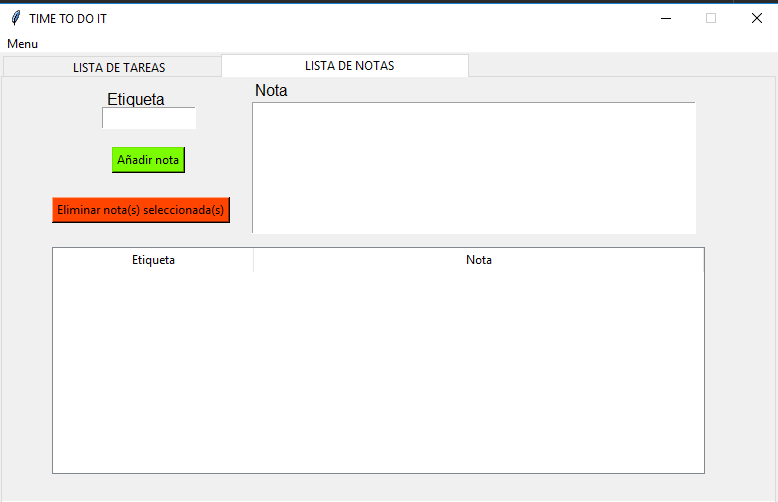 TIME TO DO IT
Menu
LISTA DE TAREAS
LISTA DE NOTAS
Etiqueta
Nota
Añadir nota
Eliminar nota(s) seleccionada(s)
Etiqueta
Nota